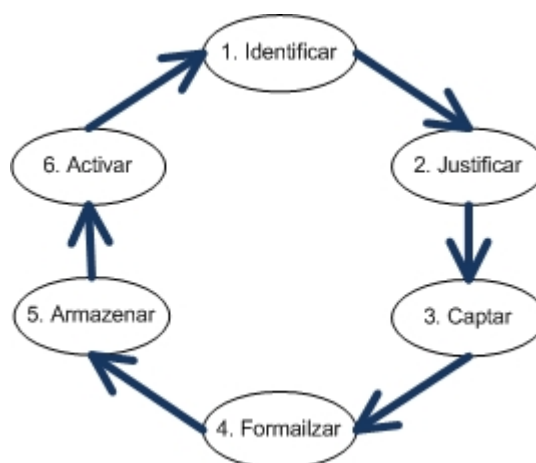 1. Identificar
2. Justificar
3. Captar
4. Formailzar
5. Armazenar
6. Activar